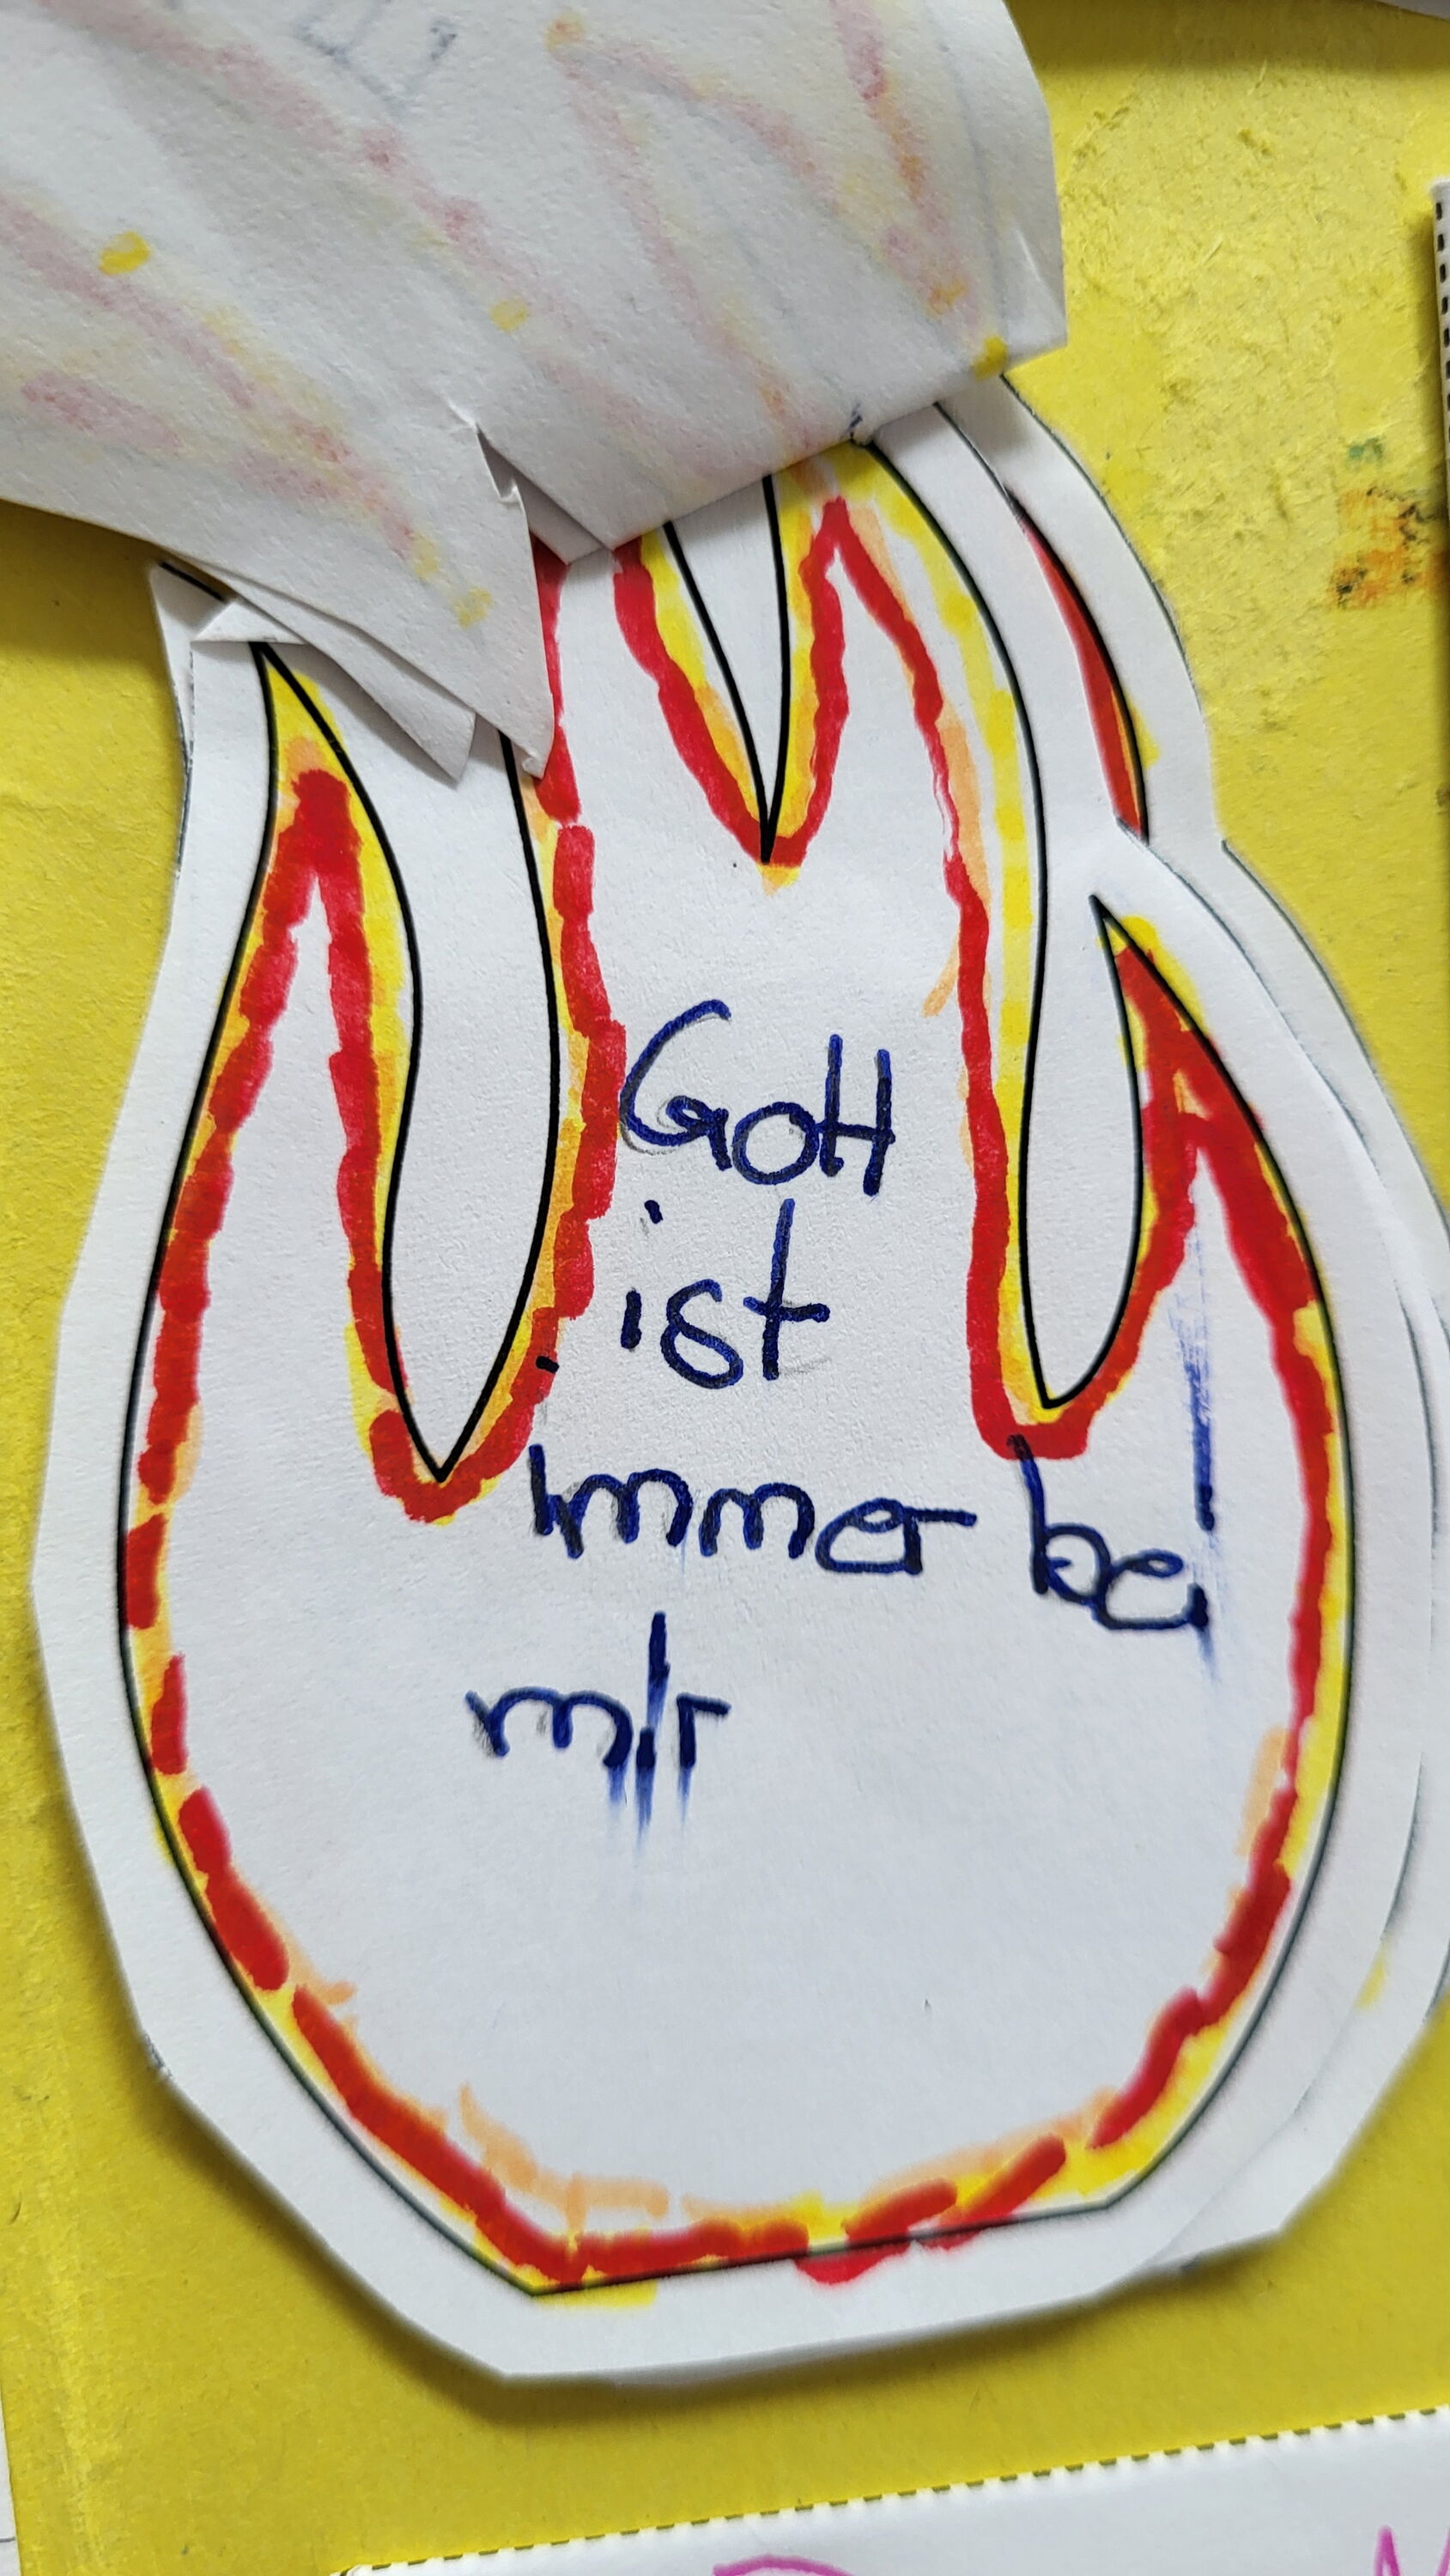 Gott
ist
Immer bei
mir